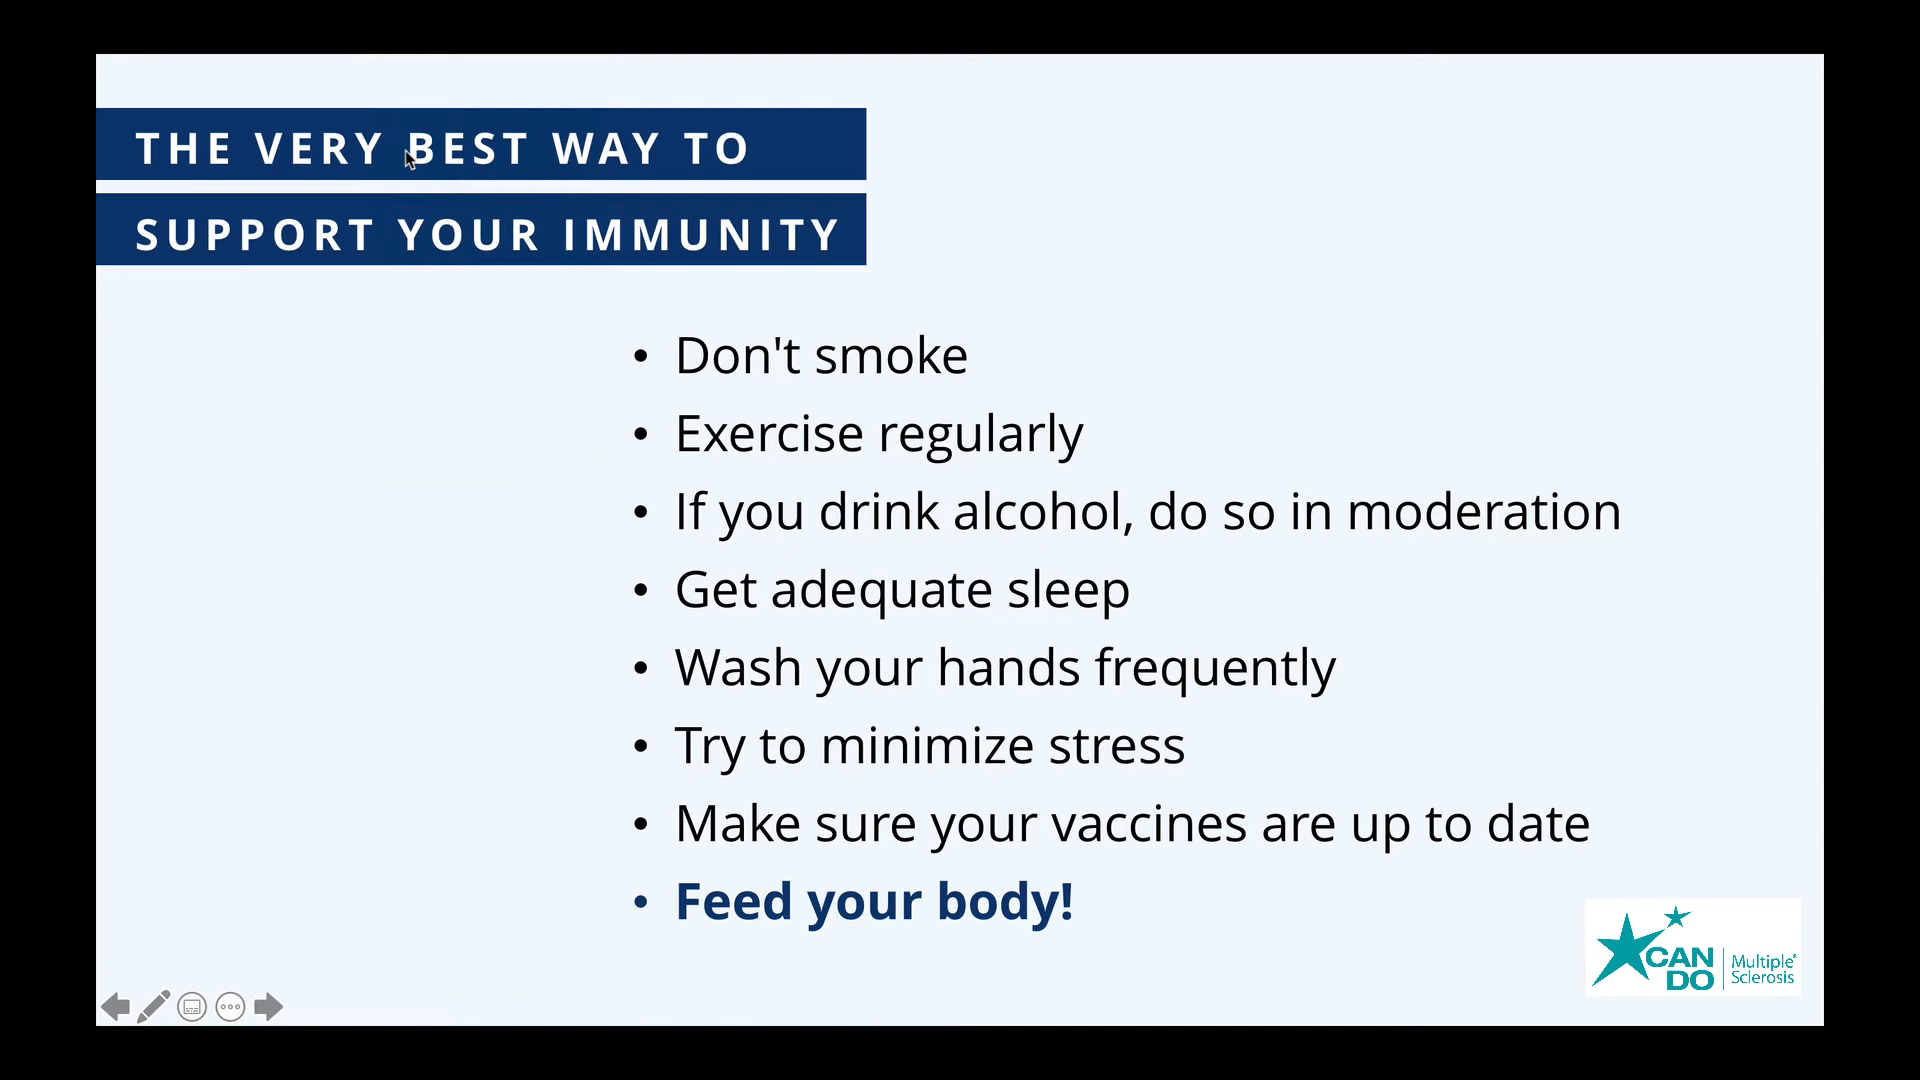 THE VERY BEST WAY TO
SUPPORT YOUR IMMUNITY
• Don't smoke
• Exercise regularly
• If you drink alcohol, do so in moderation
• Get adequate sleep
• Wash your hands frequently
• Try to minimize stress
• Make sure your vaccines are up to date
• Feed your body!
CAN DO
Multiple
Sclerosis